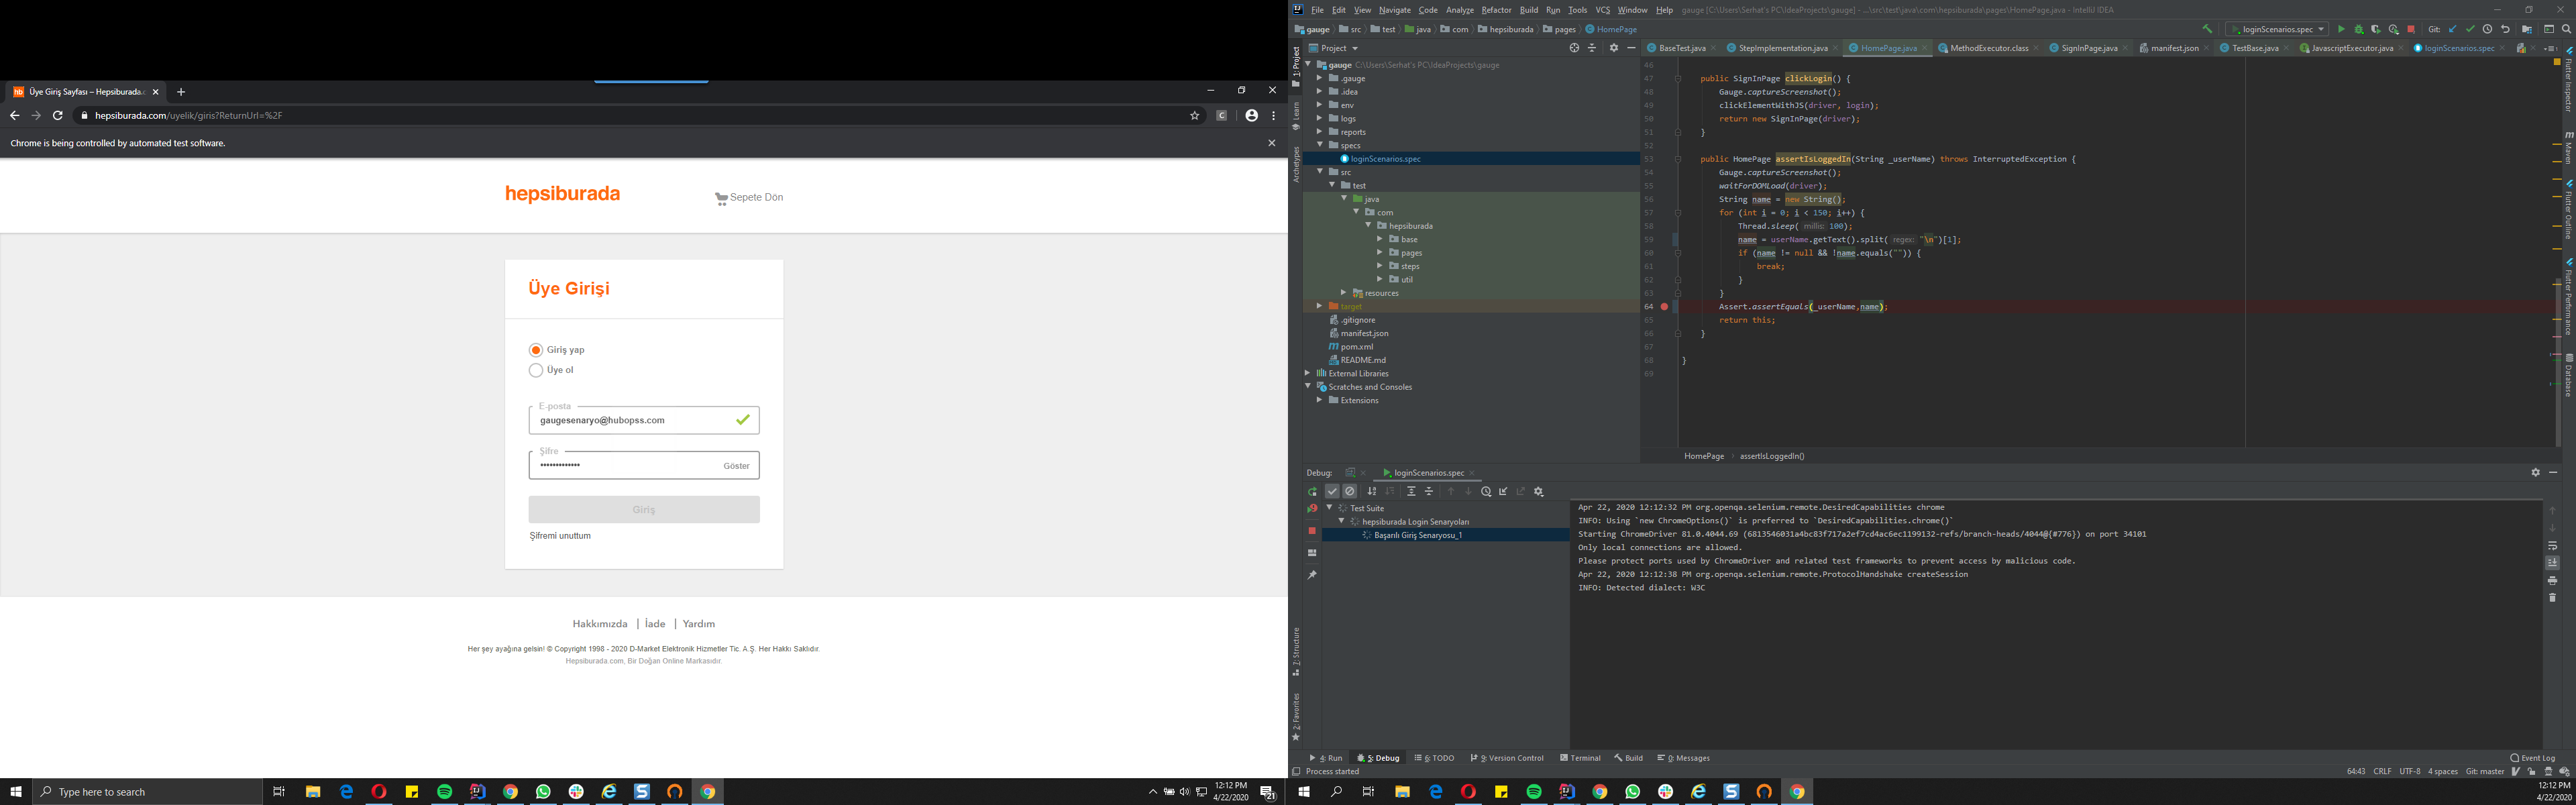 Üye Giriş Sayfası – Hepsiburada.c
hepsiburada.com/uyelik/giris?ReturnUrl=%2F
Chrome is being controlled by automated test software.
hepsiburada
Sepete Dön
Üye Girişi
Giriş yap
Üye ol
E-posta
gaugesenaryo@hubopss.com
Şifre
Göster
Giriş
Şifremi unuttum
Hakkımızda | İade | Yardım
Her şey ayağına gelsin! © Copyright 1998 - 2020 D-Market Elektronik Hizmetler Tic. A.Ş. Her Hakkı Saklıdır.
Hepsiburada.com, Bir Doğan Online Markasıdır.
Type here to search
12:12 PM
4/22/2020
21
File Edit View Navigate Code Analyze Refactor Build Run Tools VCS Window Help gauge [C:\Users\Serhat's PC\IdeaProjects\gauge] - ...\src\test\java\com\hepsiburada\pages\HomePage.java - IntelliJ IDEA
gauge src test java com hepsiburada pages HomePage
loginScenarios.spec
Git:
Project
BaseTest.java StepImplementation.java HomePage.java MethodExecutor.class SignInPage.java manifest.json TestBase.java JavascriptExecutor.java loginScenarios.spec
1: Project
Learn
Archetypes
7: Structure
2: Favorites
gauge C:\Users\Serhat's PC\IdeaProjects\gauge
.gauge
.idea
env
logs
reports
specs
loginScenarios.spec
src
test
java
com
hepsiburada
base
pages
steps
util
resources
target
.gitignore
manifest.json
pom.xml
README.md
External Libraries
Scratches and Consoles
Extensions
46
47 public SignInPage clickLogin() {
48 Gauge.captureScreenshot();
49 clickElementWithJS(driver, login);
50 return new SignInPage(driver);
51 }
52
53 public HomePage assertIsLoggedIn(String _userName) throws InterruptedException {
54 Gauge.captureScreenshot();
55 waitForDOMLoad(driver);
56 String name = new String();
57 for (int i = 0; i < 150; i++) {
58 Thread.sleep( millis: 100);
59 name = userName.getText().split( regex: "\n")[1];
60 if (name != null && !name.equals("")) {
61 break;
62 }
63 }
64 Assert.assertEquals(_userName,name);
65 return this;
66 }
67
68 }
69
HomePage assertIsLoggedIn()
Flutter Inspector
Maven
Flutter Outline
Flutter Performance
Database
Debug: loginScenarios.spec
Test Suite
hepsiburada Login Senaryoları
Başarılı Giriş Senaryosu_1
Apr 22, 2020 12:12:32 PM org.openqa.selenium.remote.DesiredCapabilities chrome
INFO: Using `new ChromeOptions()` is preferred to `DesiredCapabilities.chrome()`
Starting ChromeDriver 81.0.4044.69 (6813546031a4bc83f717a2ef7cd4ac6ec1199132-refs/branch-heads/4044@{#776}) on port 34101
Only local connections are allowed.
Please protect ports used by ChromeDriver and related test frameworks to prevent access by malicious code.
Apr 22, 2020 12:12:38 PM org.openqa.selenium.remote.ProtocolHandshake createSession
INFO: Detected dialect: W3C
4: Run 5: Debug 6: TODO 9: Version Control Terminal Build 0: Messages Event Log
Process started 64:43 CRLF UTF-8 4 spaces Git: master
12:12 PM
4/22/2020